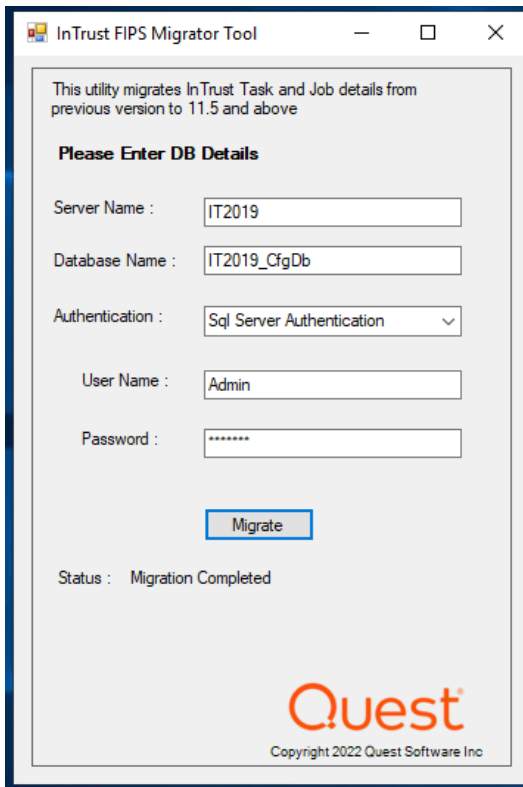 InTrust FIPS Migrator Tool
This utility migrates InTrust Task and Job details from
previous version to 11.5 and above
Please Enter DB Details
Server Name : IT2019
Database Name : IT2019_CfgDb
Authentication : Sql Server Authentication
User Name : Admin
Password : *******
Migrate
Status : Migration Completed
Quest
Copyright 2022 Quest Software Inc